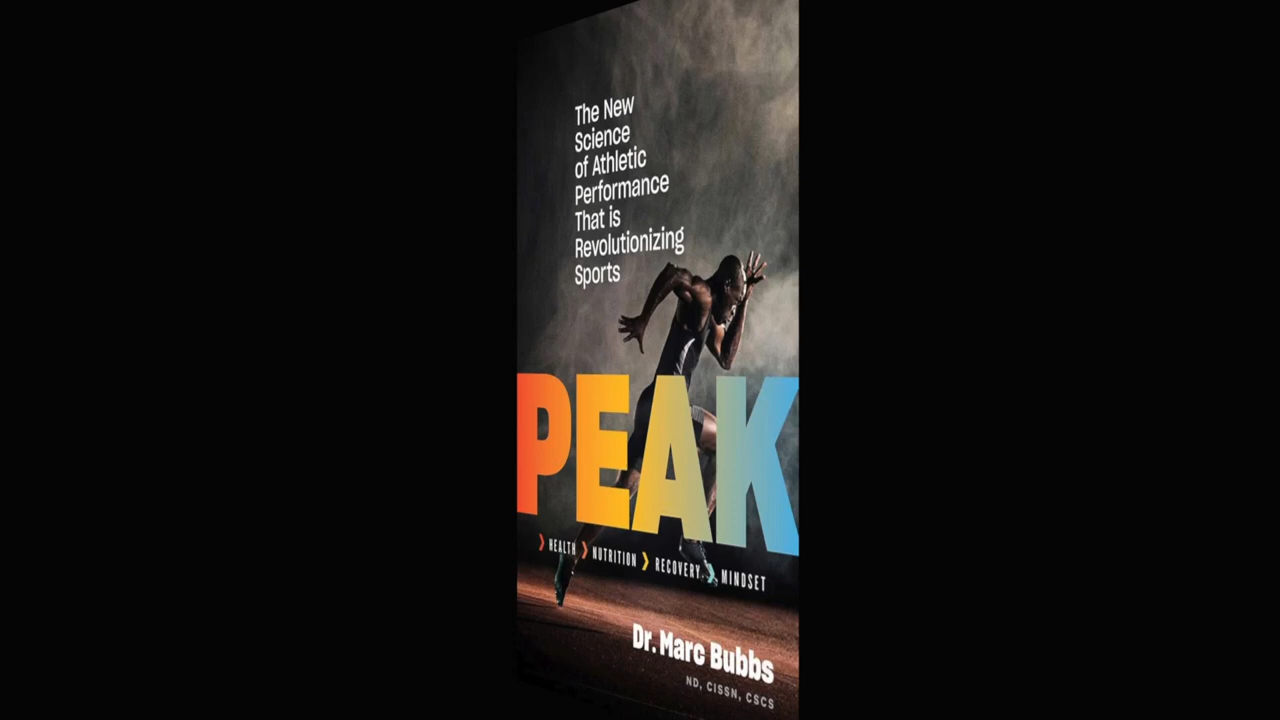 The New
Science
of Athletic
Performance
That is
Revolutionizing
Sports
PEAK
HEALTH NUTRITION RECOVERY MINDSET
Dr. Marc Bubbs
ND, CISSN, CSCS